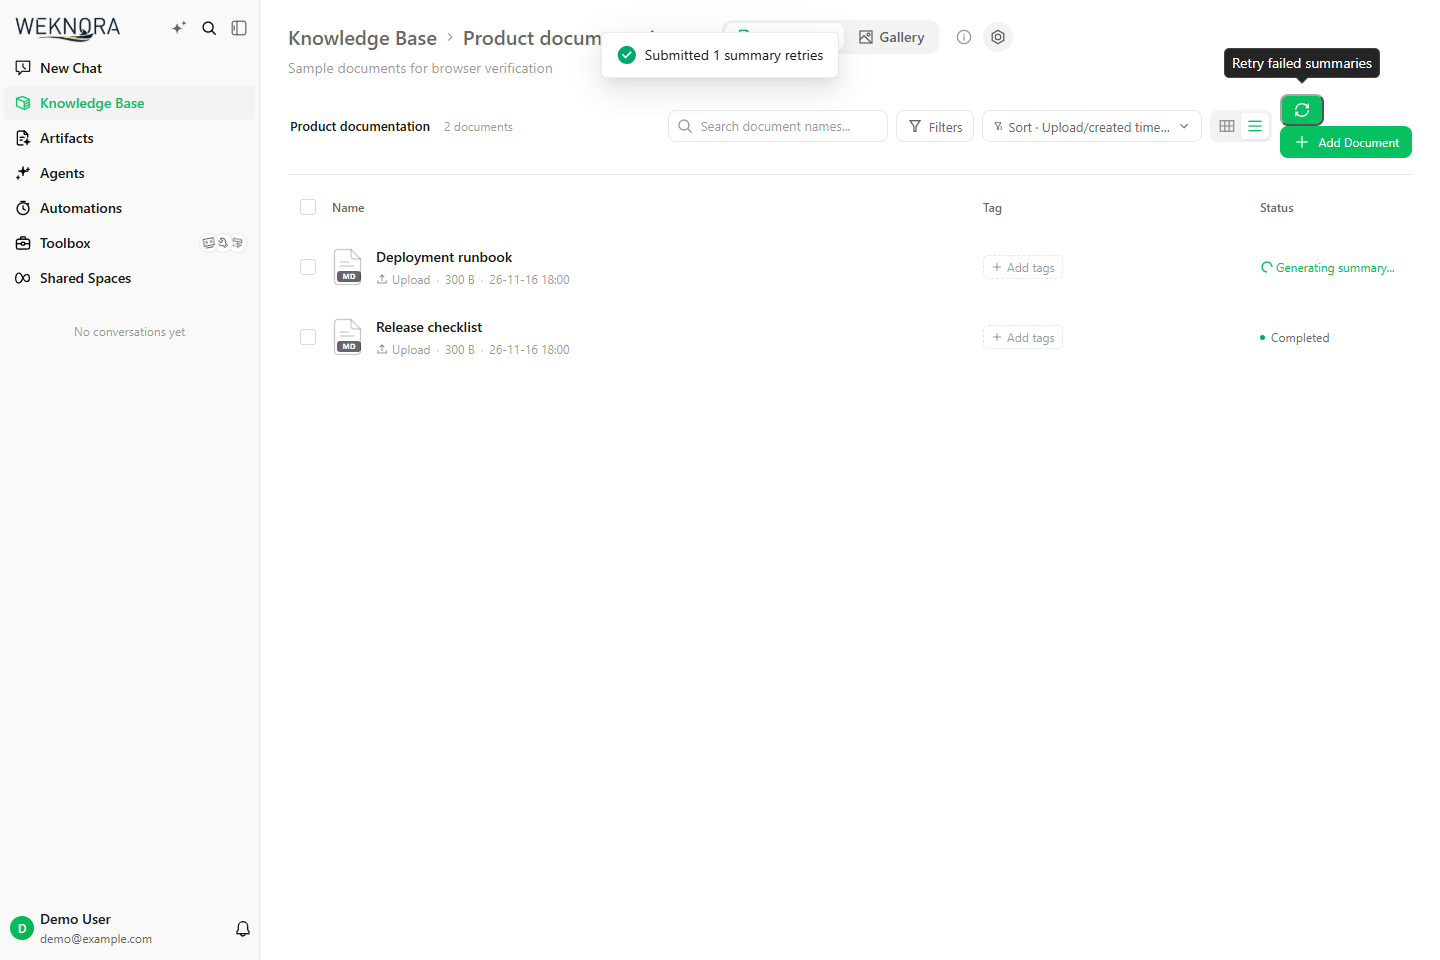 WEKNORA
New Chat
Knowledge Base
Artifacts
Agents
Automations
Toolbox
Shared Spaces
No conversations yet
Demo User
demo@example.com
D
Knowledge Base › Product docum
Sample documents for browser verification
Gallery
Submitted 1 summary retries
Retry failed summaries
Product documentation 2 documents
Search document names...
Filters
Sort · Upload/created time...
Add Document
Name Tag Status
Deployment runbook
MD
Upload · 300 B · 26-11-16 18:00
+ Add tags
Generating summary...
Release checklist
MD
Upload · 300 B · 26-11-16 18:00
+ Add tags
Completed